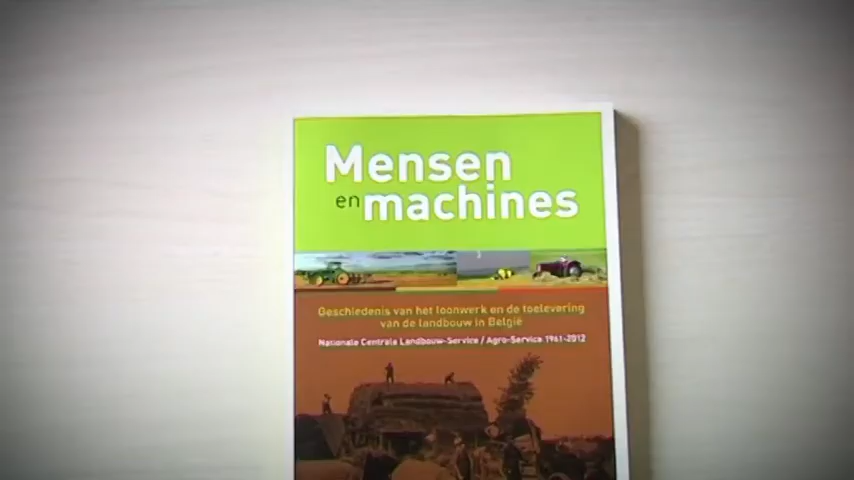 Mensen
en machines
Geschiedenis van het loonwerk en de toelevering
van de landbouw in België
Nationale Centrale Landbouw-Service / Agro-Service 1961-2012